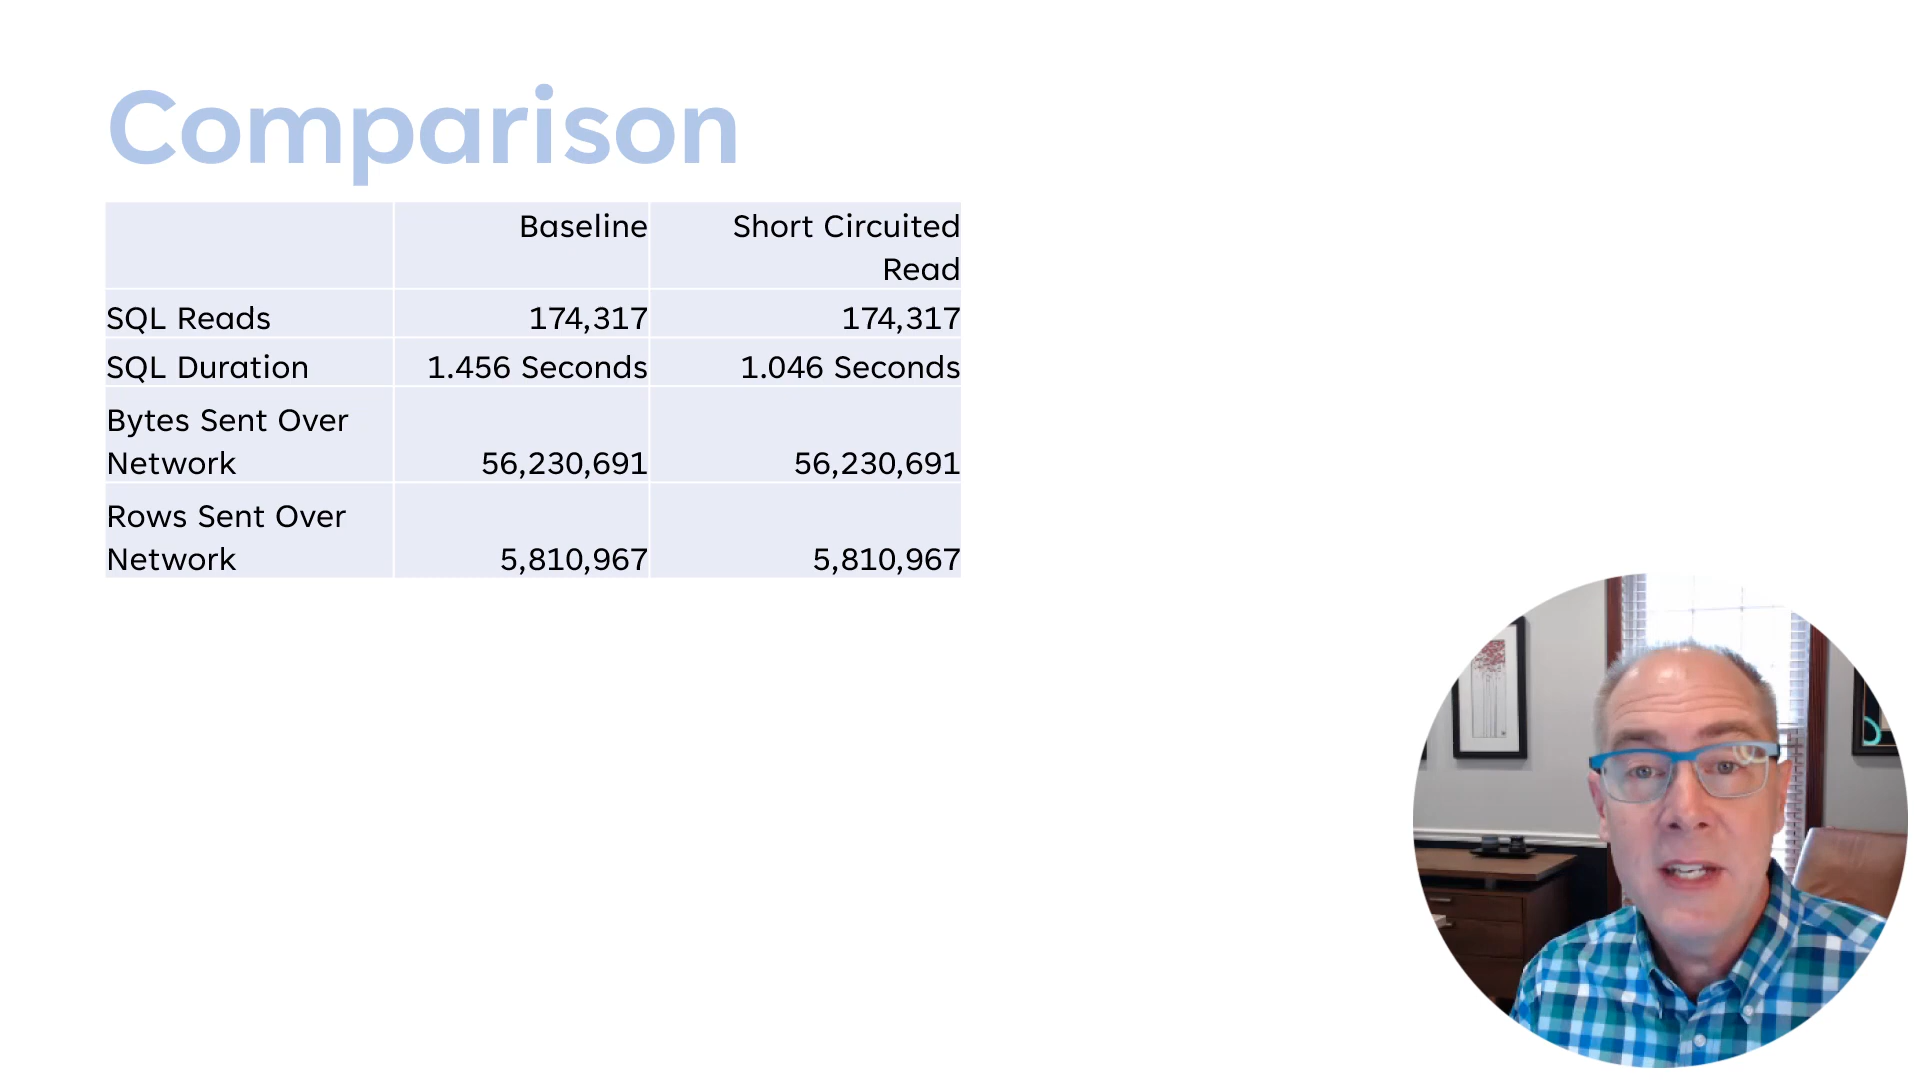 Comparison
Baseline
Short Circuited
Read
SQL Reads 174,317 174,317
SQL Duration 1.456 Seconds 1.046 Seconds
Bytes Sent Over
Network 56,230,691 56,230,691
Rows Sent Over
Network 5,810,967 5,810,967